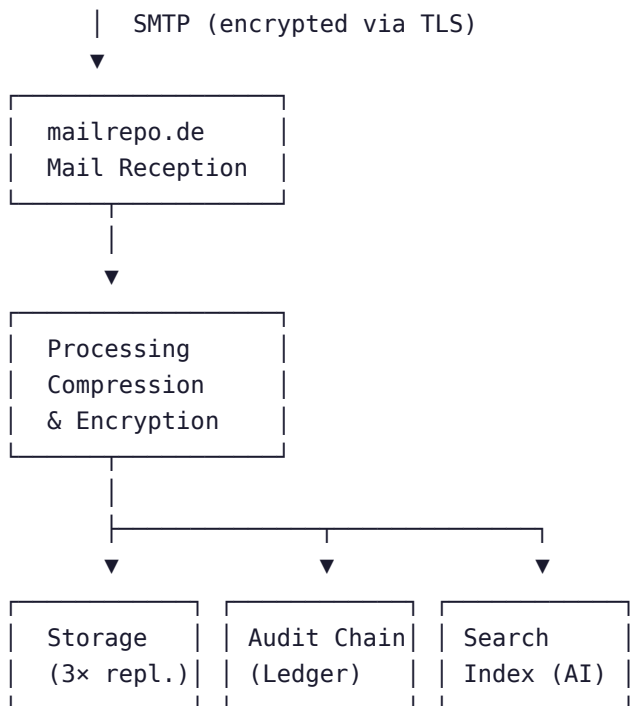 SMTP (encrypted via TLS)
mailrepo.de
Mail Reception
Processing
Compression
& Encryption
Storage
(3× repl.)
Audit Chain
(Ledger)
Search
Index (AI)